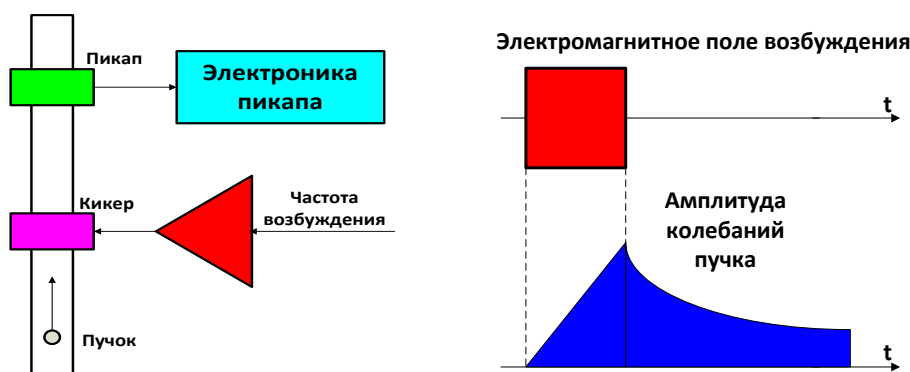 Пикап
Электроника
пикапа
Кикер
Частота
возбуждения
Пучок
Электромагнитное поле возбуждения
t
Амплитуда
колебаний
пучка
t